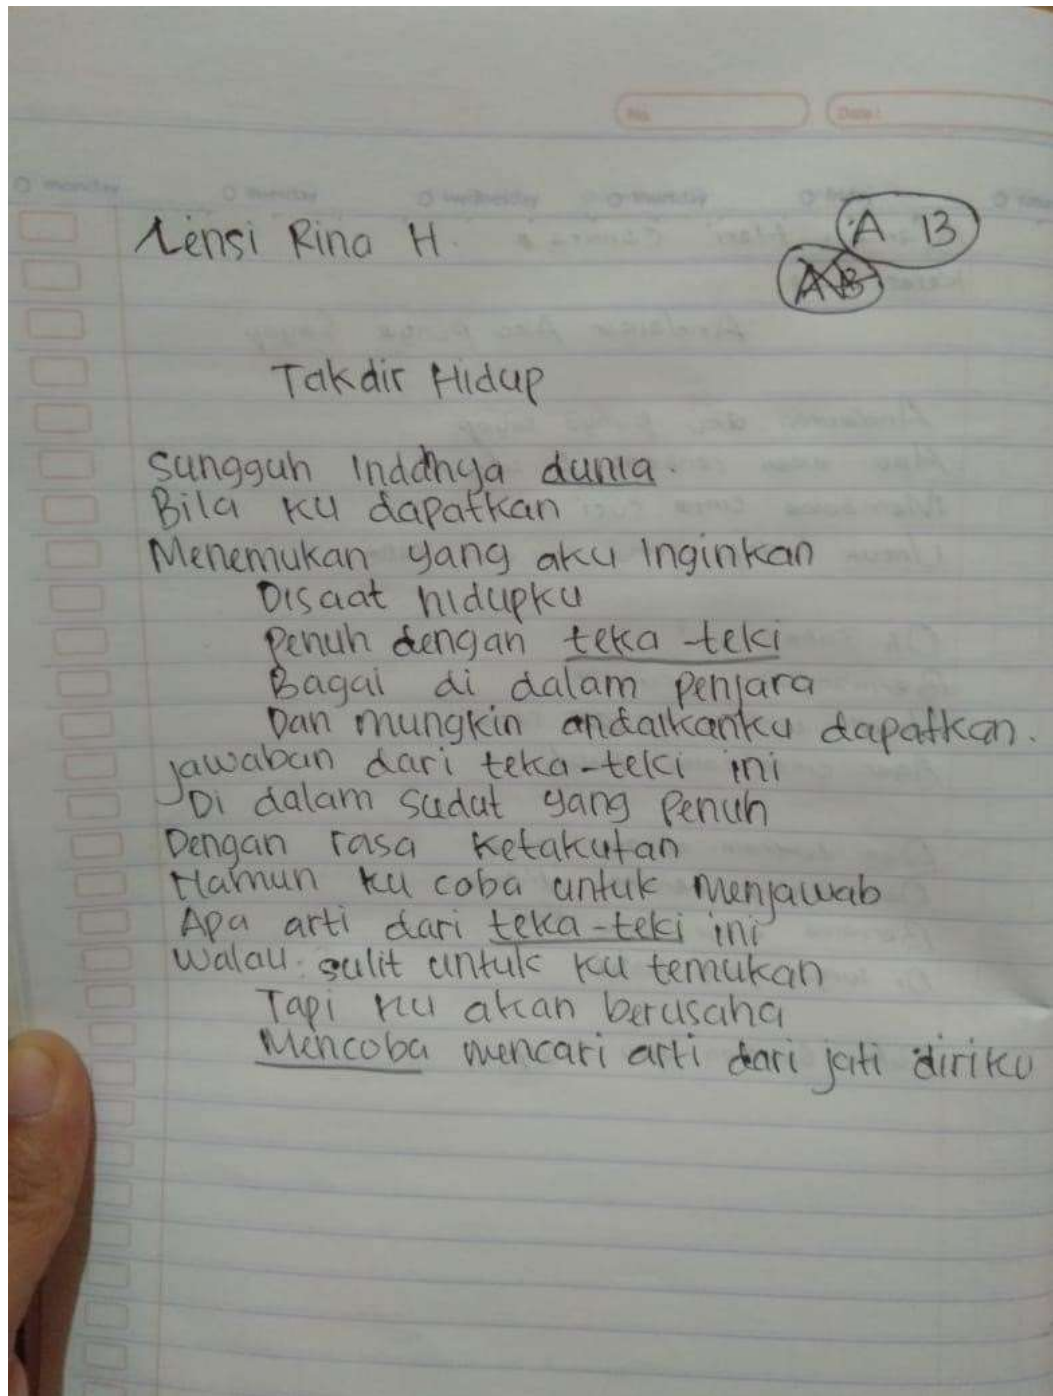 No.
Date:
Lensi Rina H.
A 13
AB
Takdir Hidup
Sungguh Inddhya dunia
Bila ku dapatkan
Menemukan yang aku Inginkan
Disaat hidupku
Penuh dengan teka-teki
Bagai di dalam penjara
Dan mungkin andaikanku dapatkan.
jawaban dari teka-teki ini
Di dalam sudut yang Penuh
Dengan rasa Ketakutan
Namun ku coba untuk Menjawab
Apa arti dari teka-teki ini
Walau sulit untuk ku temukan
Tapi ku akan berusaha
Mencoba mencari arti dari jati diriku